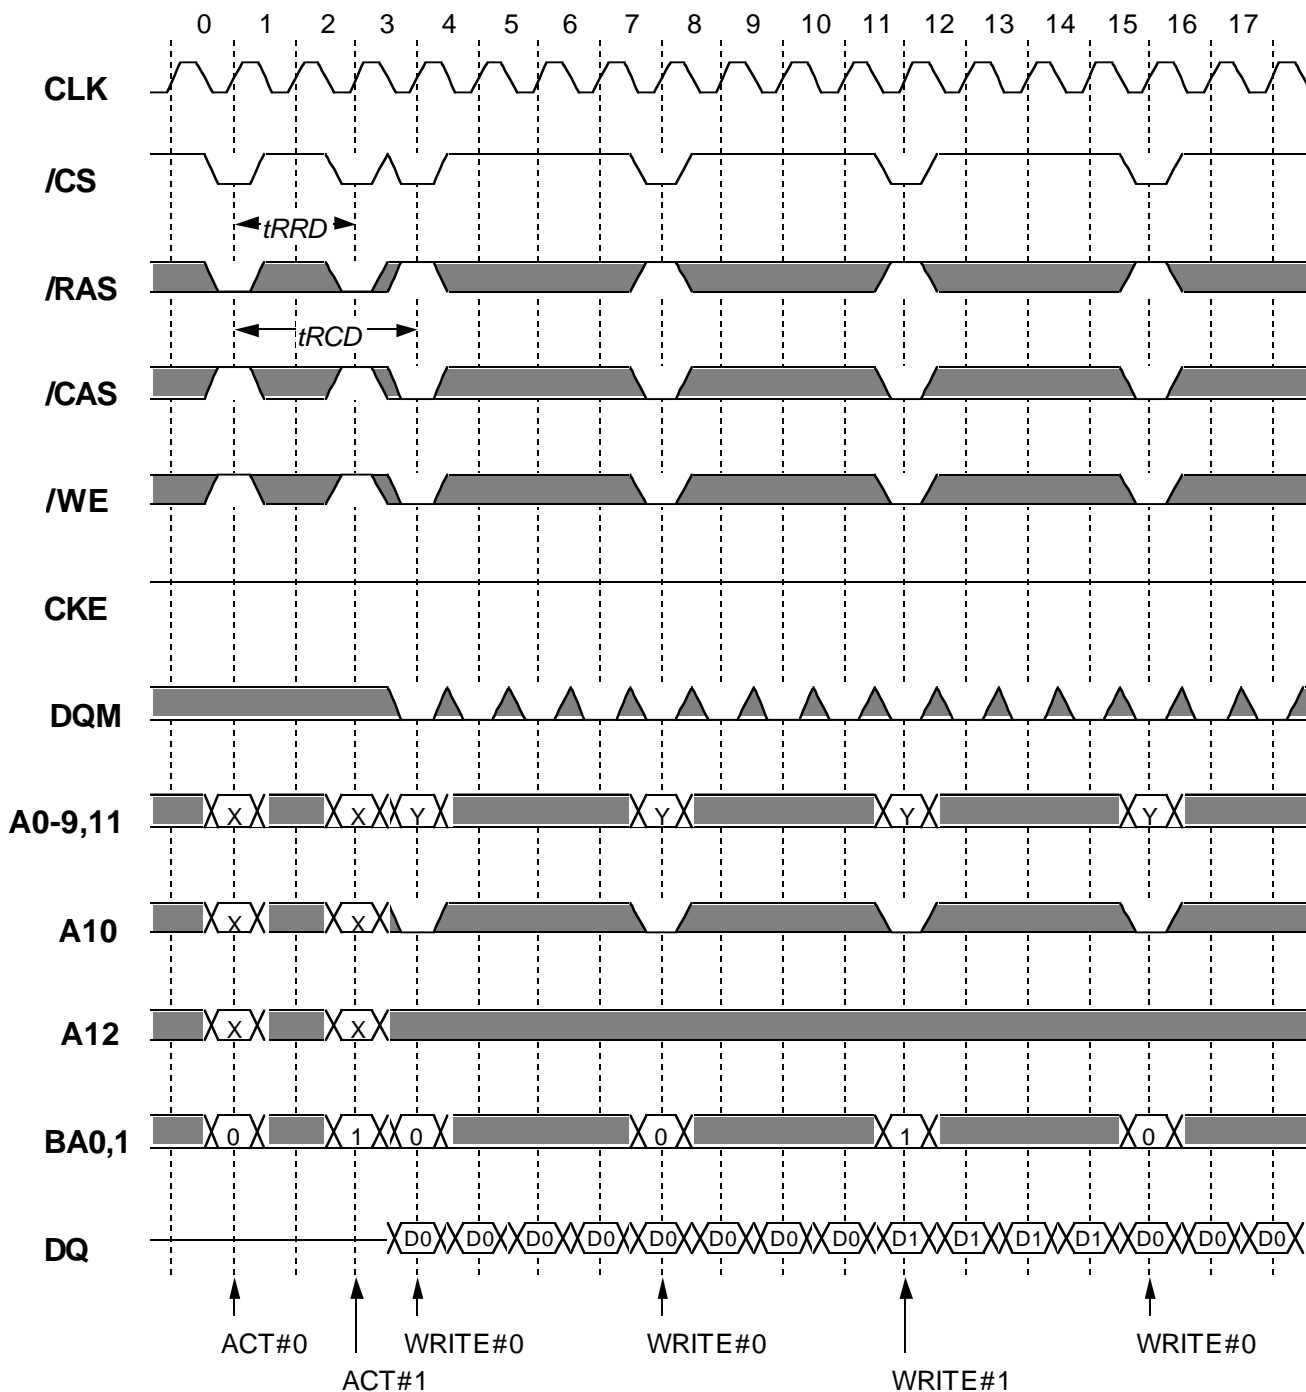 0 1 2 3 4 5 6 7 8 9 10 11 12 13 14 15 16 17
CLK
/CS
tRRD
/RAS
tRCD
/CAS
/WE
CKE
DQM
A0-9,11 X X Y Y Y Y
A10 X X
A12 X X
BA0,1 0 1 0 0 1 0
DQ D0 D0 D0 D0 D0 D0 D0 D0 D1 D1 D1 D1 D0 D0 D0
ACT#0 WRITE#0 WRITE#0 WRITE#0
ACT#1 WRITE#1